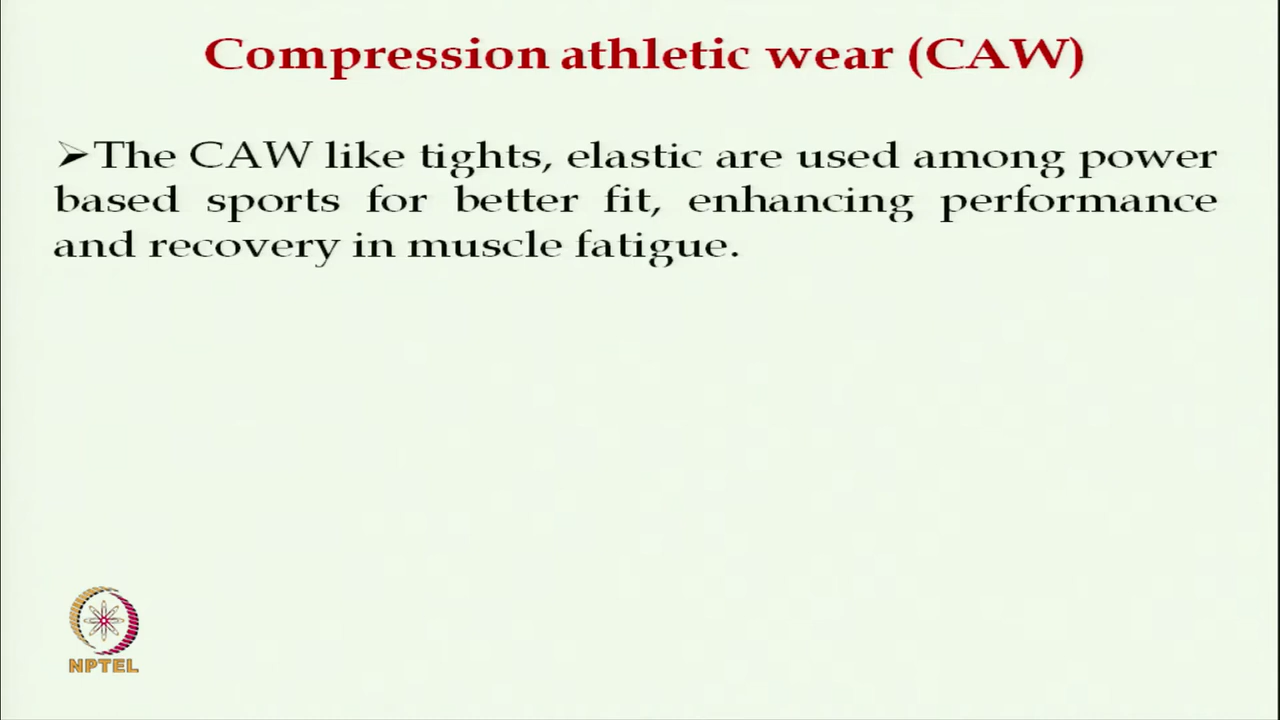 Compression athletic wear (CAW)
➢The CAW like tights, elastic are used among power
based sports for better fit, enhancing performance
and recovery in muscle fatigue.
NPTEL